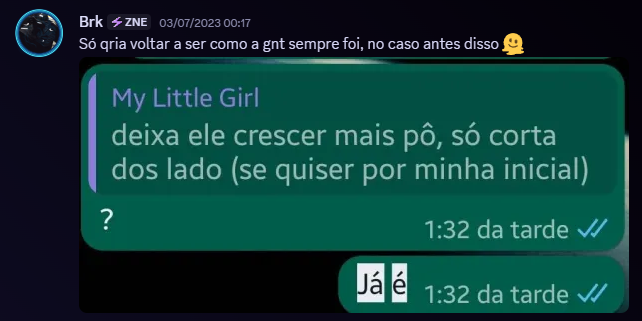 Brk ZNE 03/07/2023 00:17
Só qria voltar a ser como a gnt sempre foi, no caso antes disso
My Little Girl
deixa ele crescer mais pô, só corta
dos lado (se quiser por minha inicial)
?
1:32 da tarde
Já é 1:32 da tarde